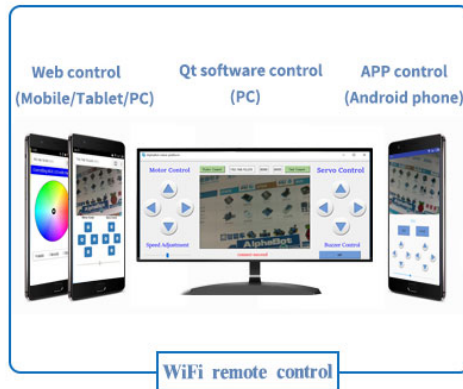 Web control
(Mobile/Tablet/PC)
Qt software control
(PC)
APP control
(Android phone)
Motor Control
Servo Control
Speed Adjustment
AlphaBot
Buzzer Control
WiFi remote control